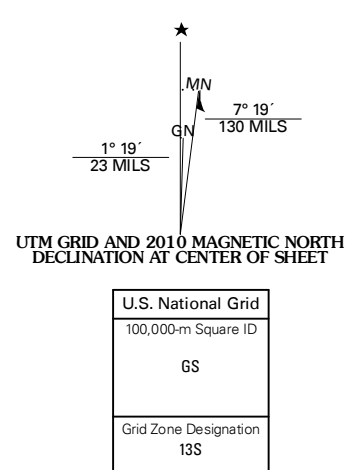 ★
MN
7° 19´
130 MILS
GN
1° 19´
23 MILS
UTM GRID AND 2010 MAGNETIC NORTH
DECLINATION AT CENTER OF SHEET
U.S. National Grid
100,000-m Square ID
GS
Grid Zone Designation
13S